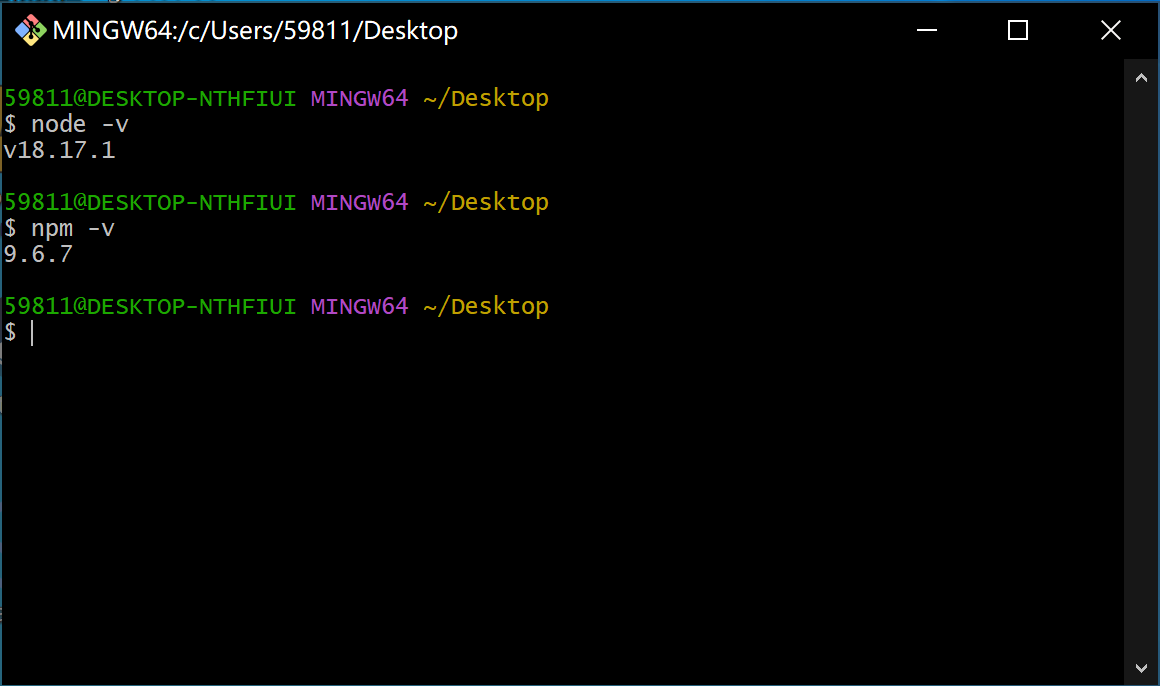 MINGW64:/c/Users/59811/Desktop
59811@DESKTOP-NTHFIUI MINGW64 ~/Desktop
$ node -v
v18.17.1
59811@DESKTOP-NTHFIUI MINGW64 ~/Desktop
$ npm -v
9.6.7
59811@DESKTOP-NTHFIUI MINGW64 ~/Desktop
$